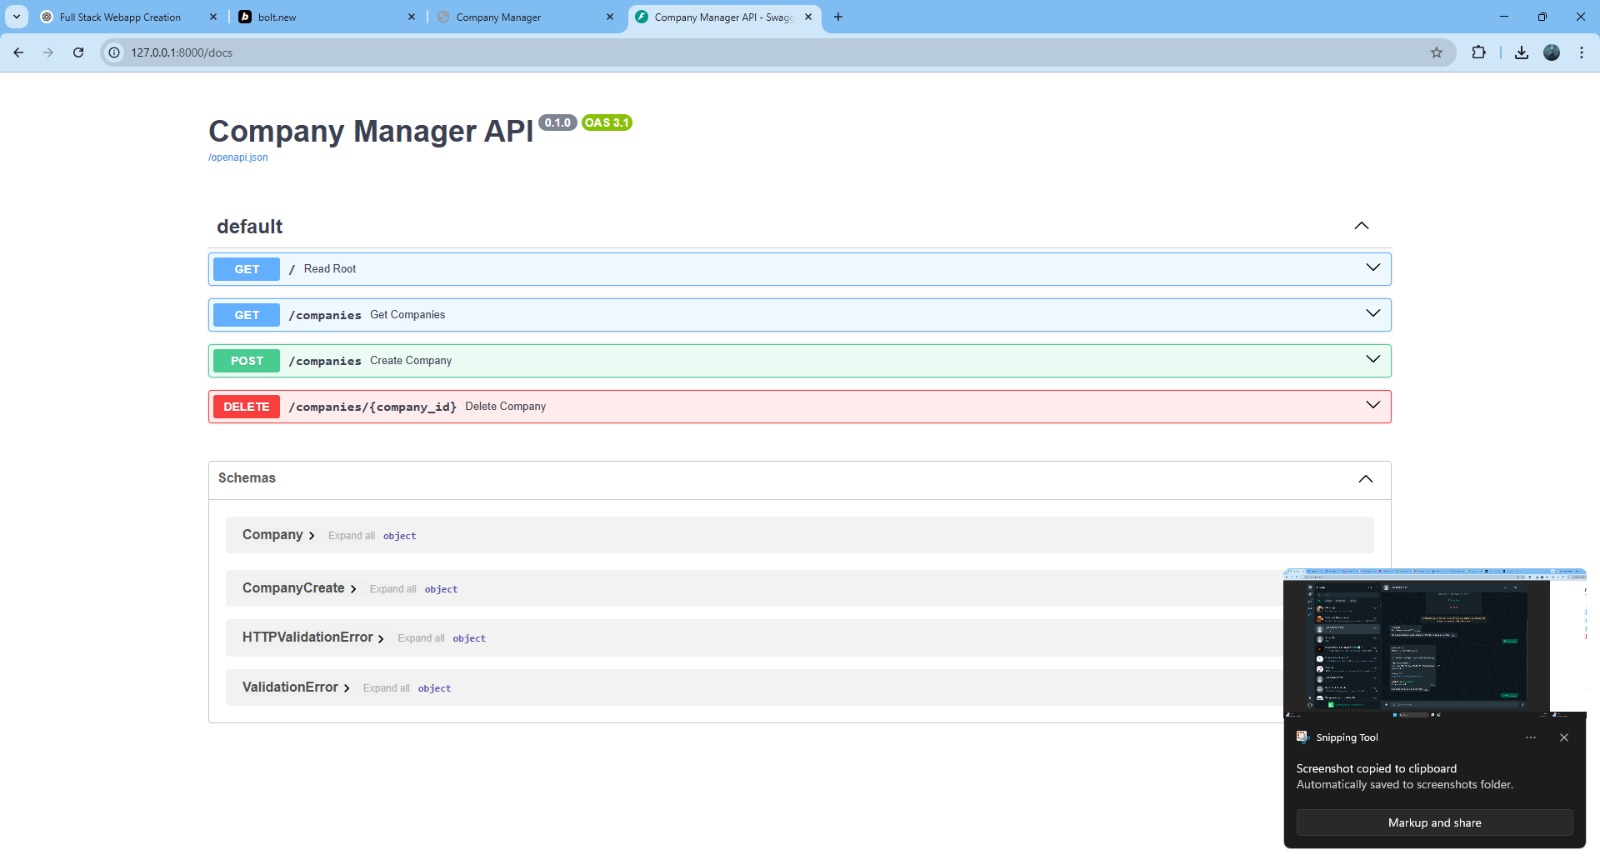 Full Stack Webapp Creation
bolt.new
Company Manager
Company Manager API - Swagg
127.0.0.1:8000/docs
Company Manager API 0.1.0 OAS 3.1
/openapi.json
default
GET / Read Root
GET /companies Get Companies
POST /companies Create Company
DELETE /companies/{company_id} Delete Company
Schemas
Company Expand all object
CompanyCreate Expand all object
HTTPValidationError Expand all object
ValidationError Expand all object
Snipping Tool
Screenshot copied to clipboard
Automatically saved to screenshots folder.
Markup and share